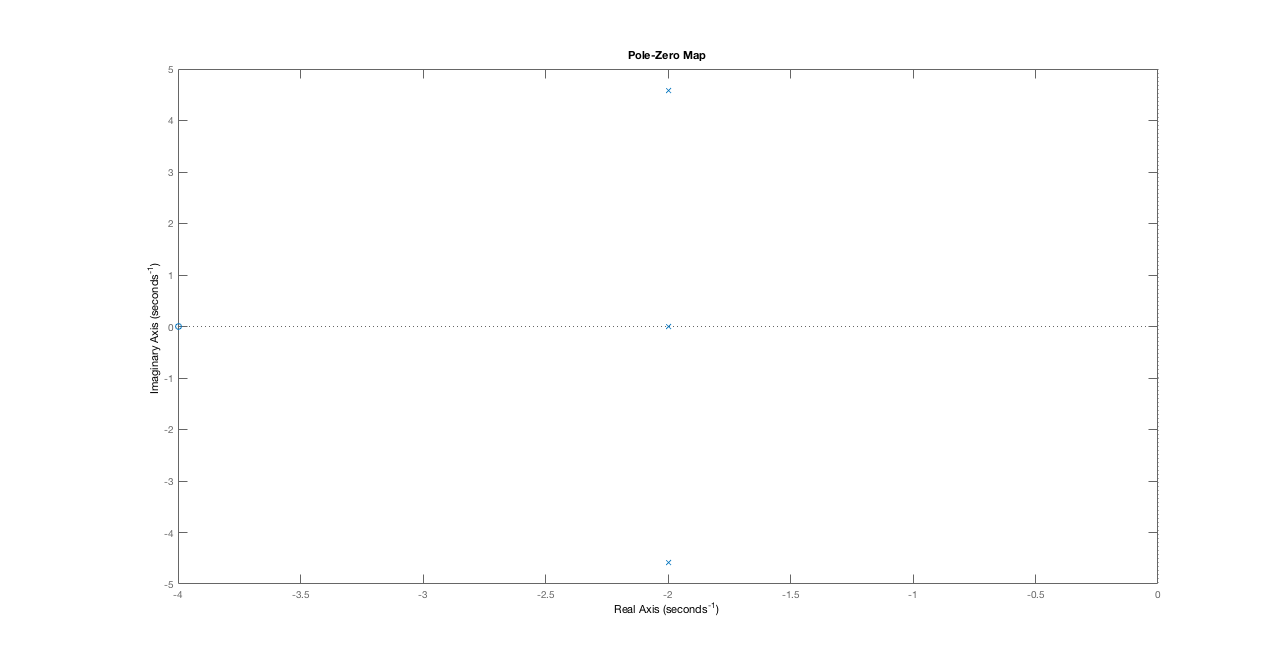 Pole-Zero Map
5
4
3
2
1
0
-1
-2
-3
-4
-5
Imaginary Axis (seconds⁻¹)
-4 -3.5 -3 -2.5 -2 -1.5 -1 -0.5 0
Real Axis (seconds⁻¹)